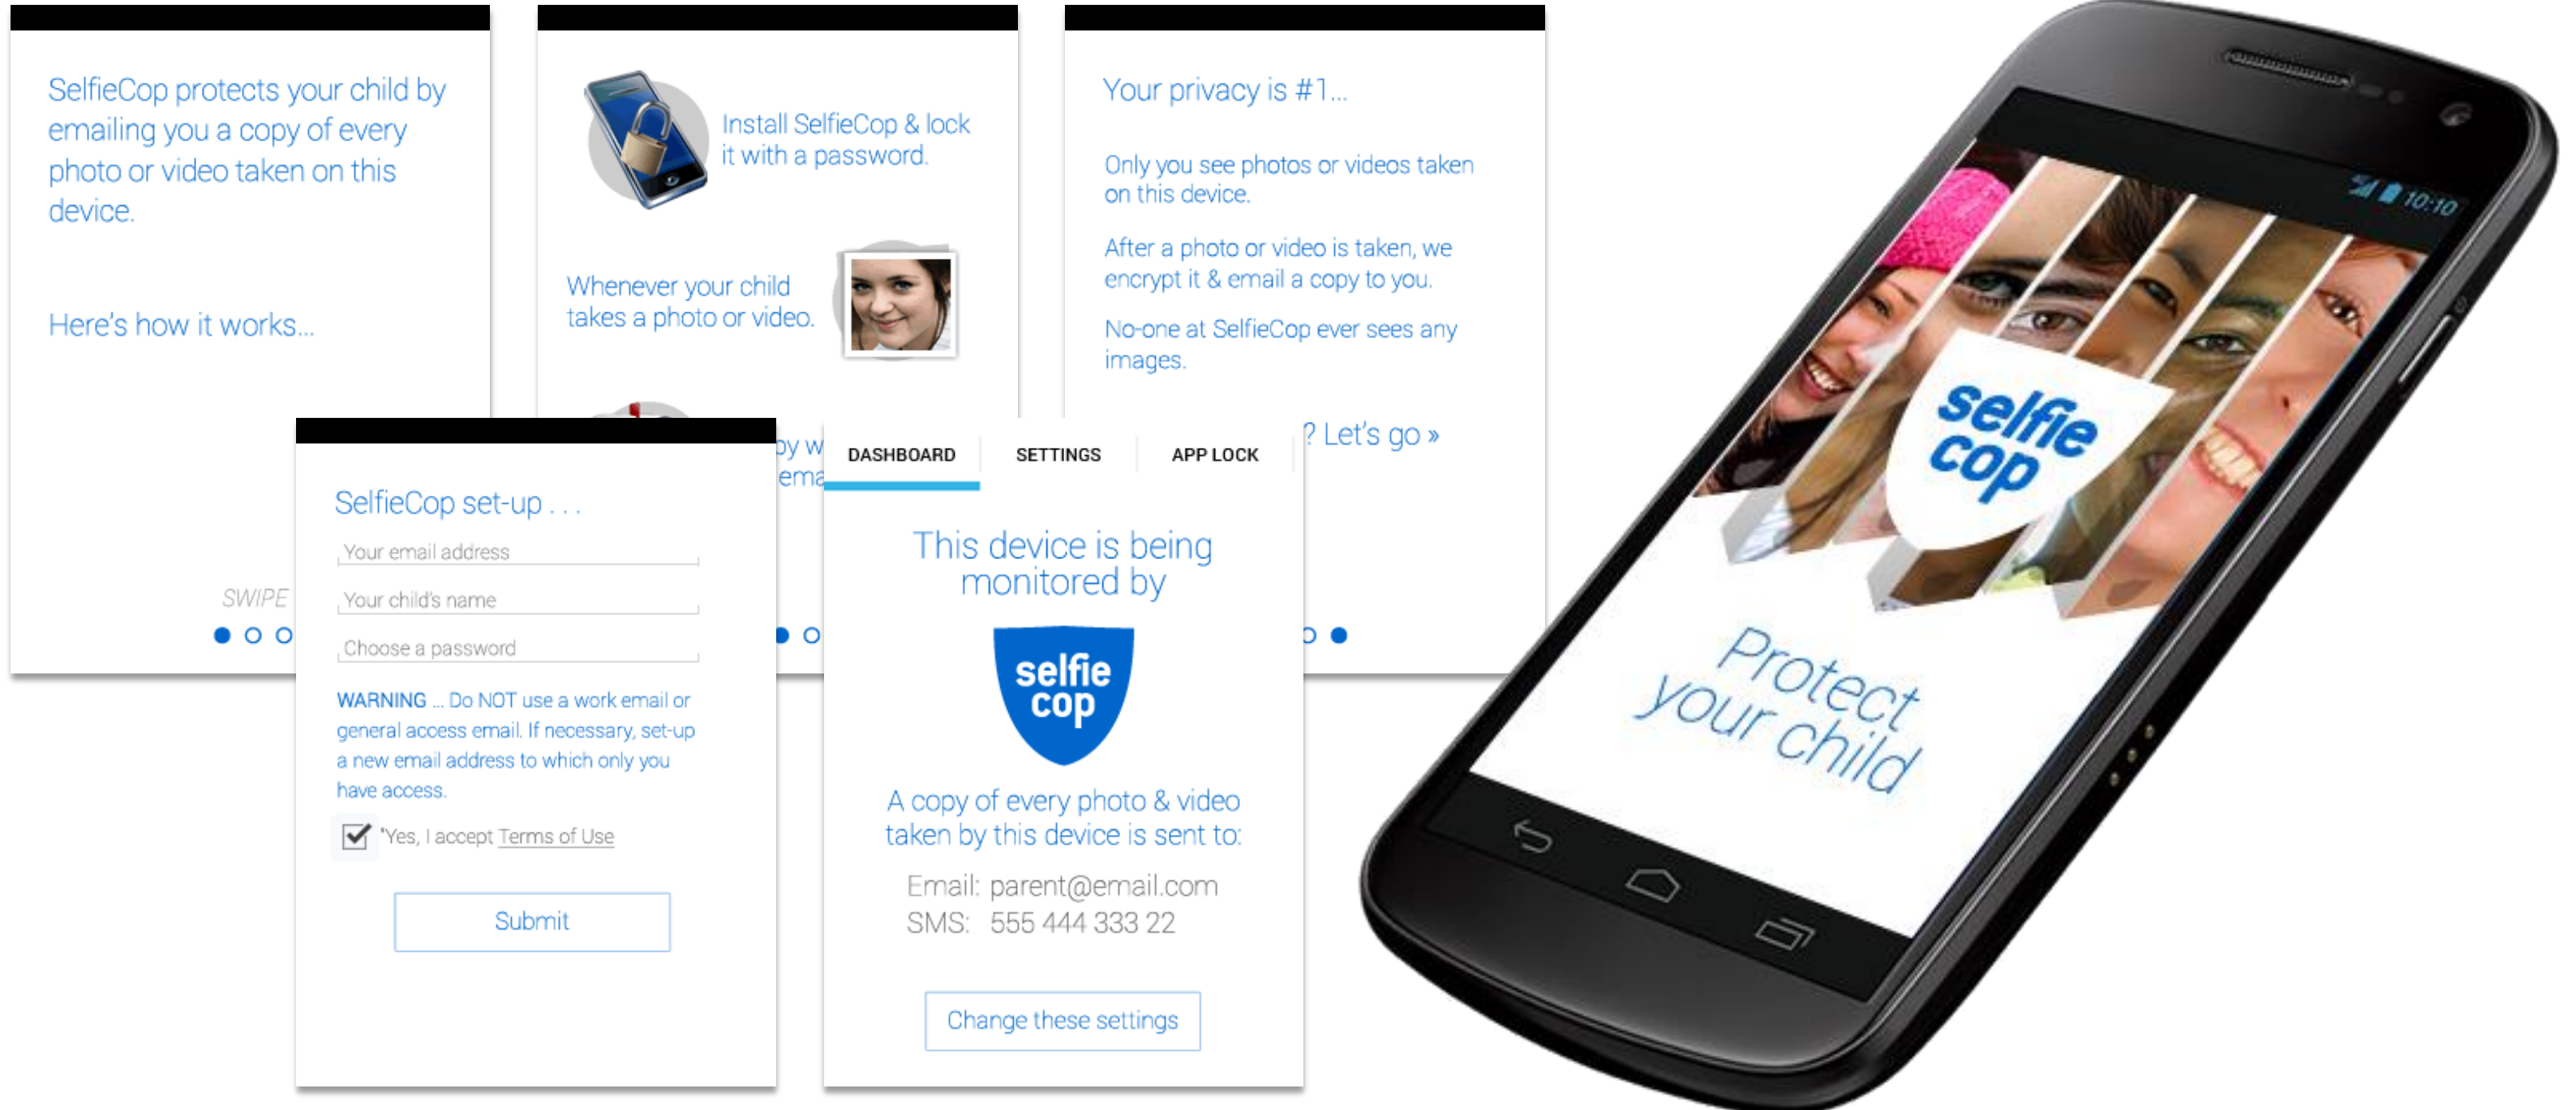 SelfieCop protects your child by
emailing you a copy of every
photo or video taken on this
device.
Here's how it works...
SWIPE
Install SelfieCop & lock
it with a password.
Whenever your child
takes a photo or video.
by
Your privacy is #1...
Only you see photos or videos taken
on this device.
After a photo or video is taken, we
encrypt it & email a copy to you.
No-one at SelfieCop ever sees any
images.
? Let's go »
SelfieCop set-up . . .
Your email address
Your child's name
Choose a password
WARNING ... Do NOT use a work email or
general access email. If necessary, set-up
a new email address to which only you
have access.
"Yes, I accept Terms of Use
Submit
DASHBOARD SETTINGS APP LOCK
This device is being
monitored by
selfie
cop
A copy of every photo & video
taken by this device is sent to:
Email: parent@email.com
SMS: 555 444 333 22
Change these settings
10:10
selfie
cop
Protect
your child